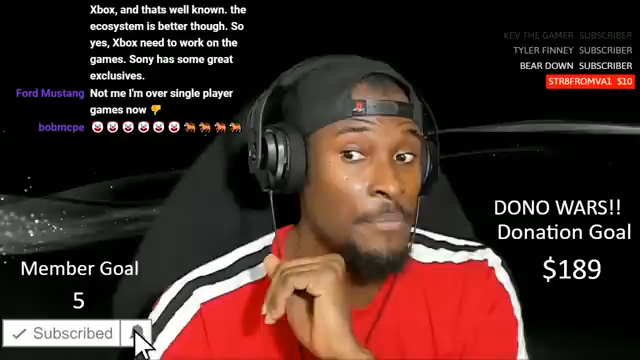 Xbox, and thats well known. the
ecosystem is better though. So
yes, Xbox need to work on the
games. Sony has some great
exclusives.
Ford Mustang Not me I'm over single player
games now 👎
bobmcpe 🤡🤡🤡🤡🤡🤡🐎🐎🐎🐎
KEV THE GAMER SUBSCRIBER
TYLER FINNEY SUBSCRIBER
BEAR DOWN SUBSCRIBER
STR8FROMVA1 $10
DONO WARS!!
Donation Goal
$189
Member Goal
5
Subscribed